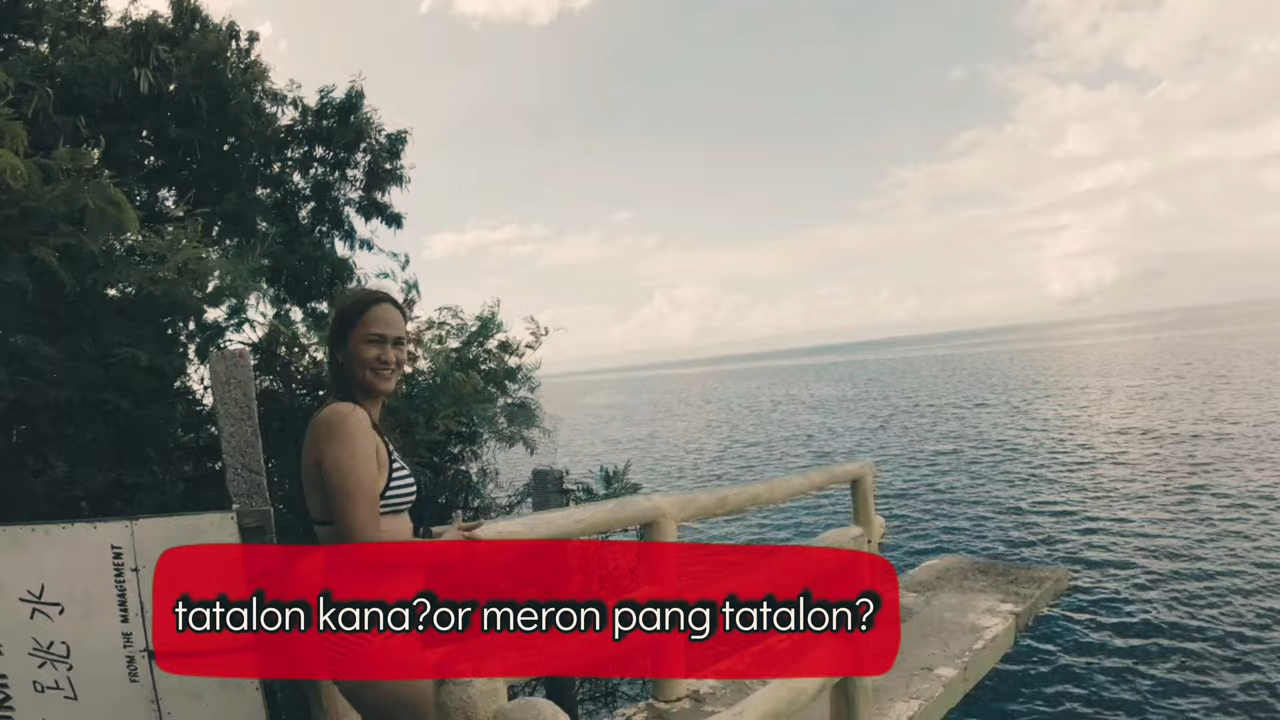 跳水
FROM THE MANAGEMENT
tatalon kana?or meron pang tatalon?